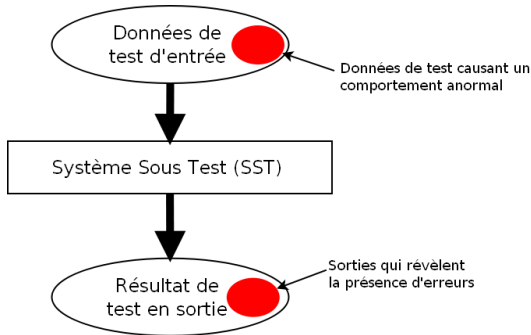 Données de
test d'entrée
Données de test causant un
comportement anormal
Système Sous Test (SST)
Sorties qui révèlent
la présence d'erreurs
Résultat de
test en sortie